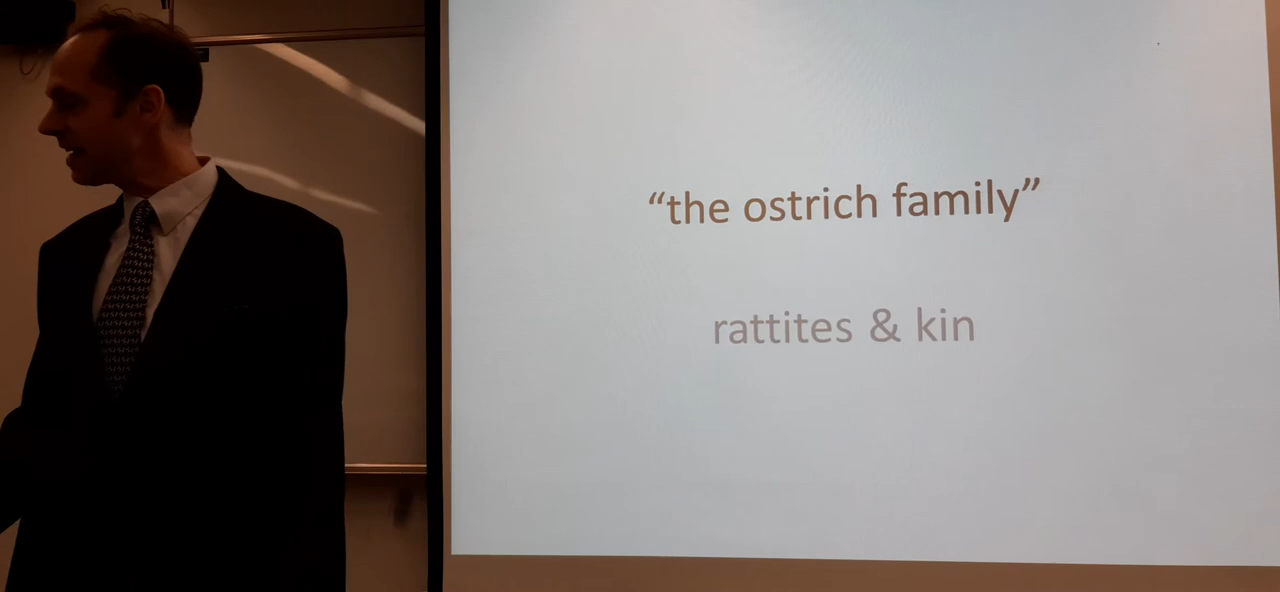 “the ostrich family”
rattites & kin